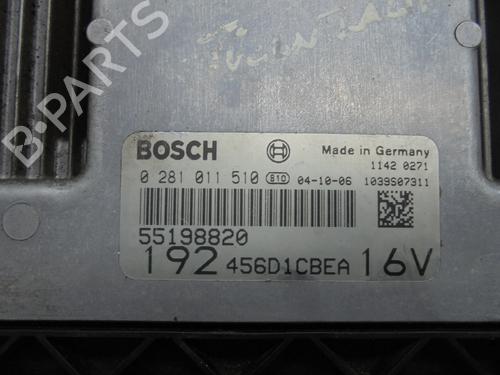 B-PARTS
BOSCH
Made in Germany
1142 0271
0 281 011 510 810 04-10-06 1039S07311
55198820
192 456D1CBEA 16V